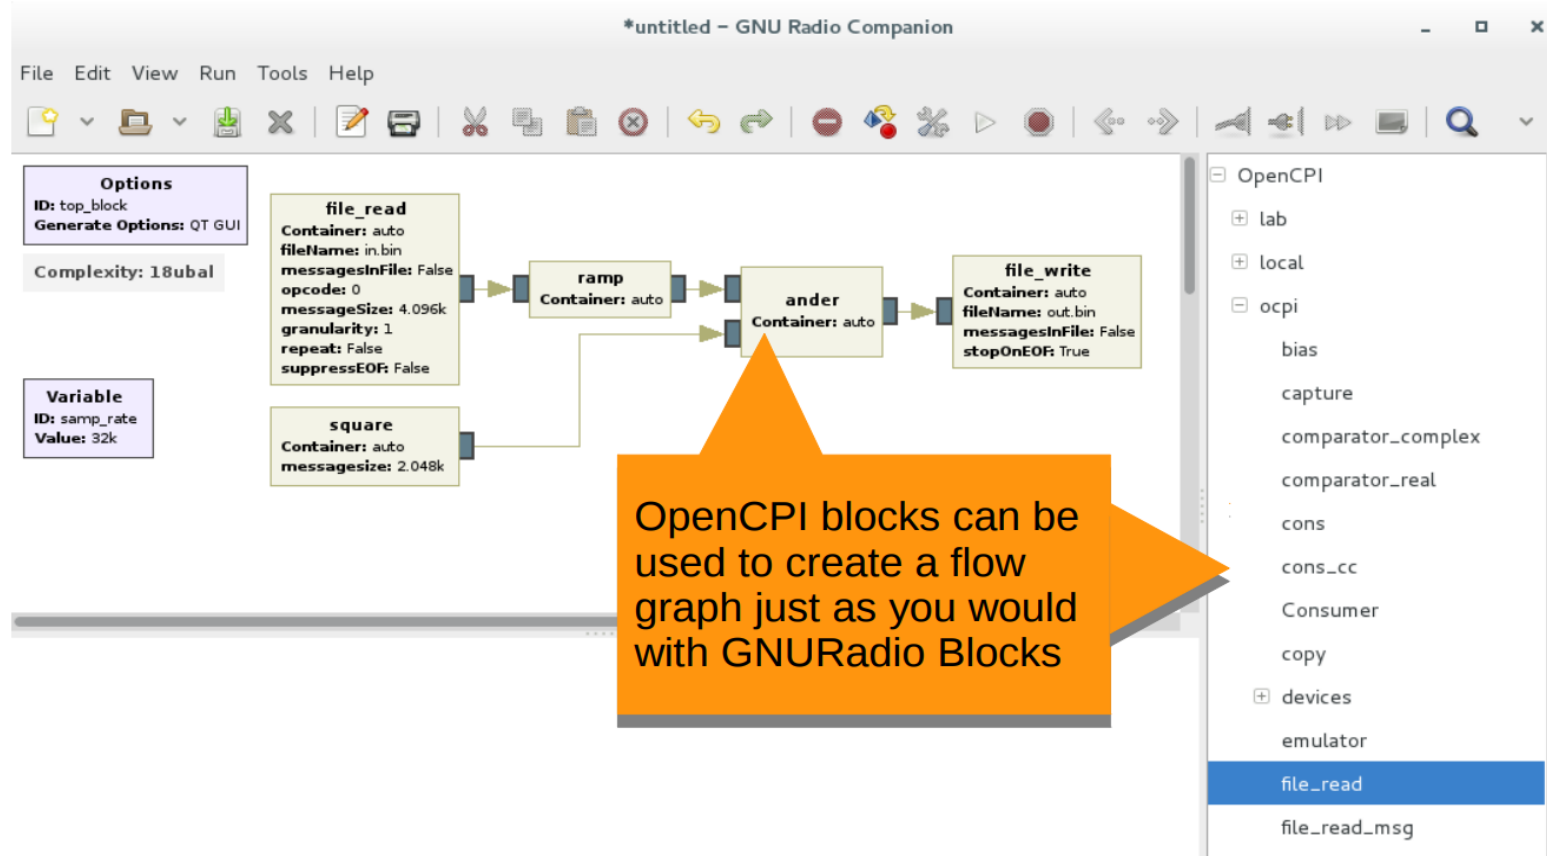 *untitled – GNU Radio Companion
File Edit View Run Tools Help
Options
ID: top_block
Generate Options: QT GUI
Complexity: 18ubal
Variable
ID: samp_rate
Value: 32k
file_read
Container: auto
fileName: in.bin
messagesInFile: False
opcode: 0
messageSize: 4.096k
granularity: 1
repeat: False
suppressEOF: False
square
Container: auto
messagesize: 2.048k
ramp
Container: auto
ander
Container: auto
file_write
Container: auto
fileName: out.bin
messagesInFile: False
stopOnEOF: True
OpenCPI blocks can be
used to create a flow
graph just as you would
with GNURadio Blocks
OpenCPI
lab
local
ocpi
bias
capture
comparator_complex
comparator_real
cons
cons_cc
Consumer
copy
devices
emulator
file_read
file_read_msg